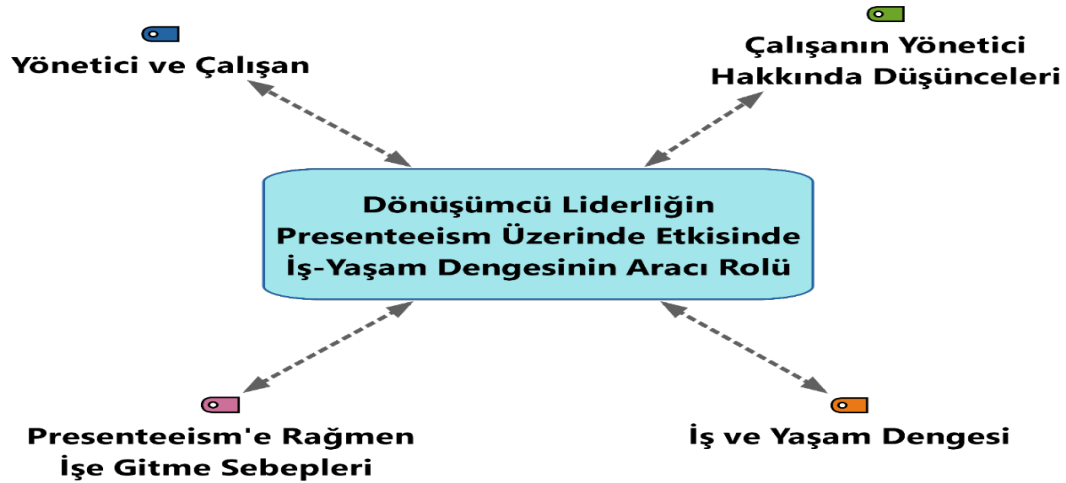 Yönetici ve Çalışan
Çalışanın Yönetici
Hakkında Düşünceleri
Dönüşümcü Liderliğin
Presenteeism Üzerinde Etkisinde
İş-Yaşam Dengesinin Aracı Rolü
Presenteeism'e Rağmen
İşe Gitme Sebepleri
İş ve Yaşam Dengesi